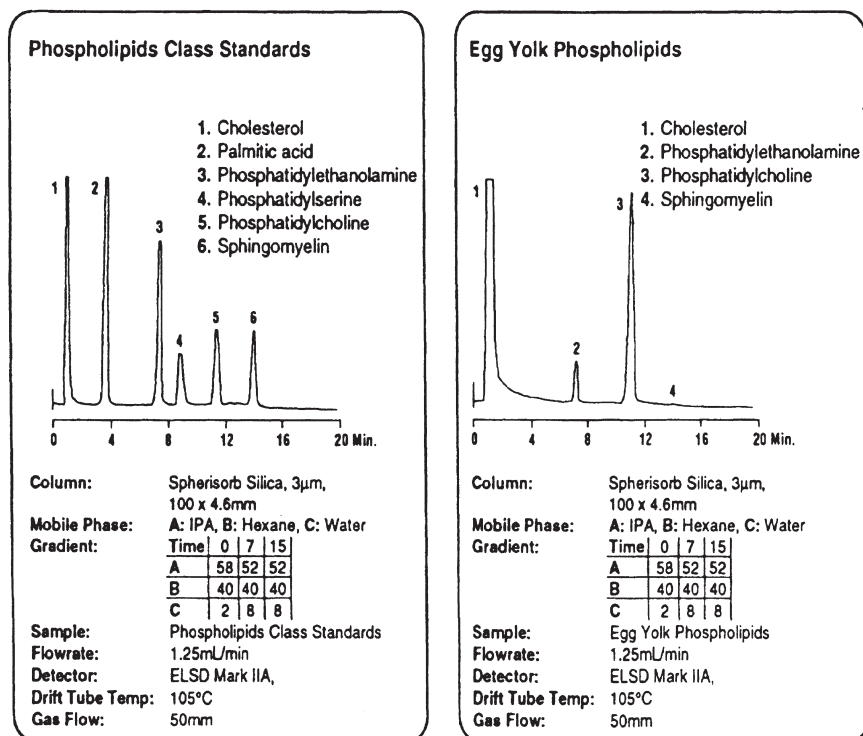 Phospholipids Class Standards
1. Cholesterol
2. Palmitic acid
3. Phosphatidylethanolamine
4. Phosphatidylserine
5. Phosphatidylcholine
6. Sphingomyelin
1
2
3
4
5
6
0 4 8 12 16 20 Min.
Column: Spherisorb Silica, 3µm,
100 x 4.6mm
Mobile Phase: A: IPA, B: Hexane, C: Water
Gradient: Time 0 7 15
A 58 52 52
B 40 40 40
C 2 8 8
Sample: Phospholipids Class Standards
Flowrate: 1.25mL/min
Detector: ELSD Mark IIA,
Drift Tube Temp: 105°C
Gas Flow: 50mm
Egg Yolk Phospholipids
1. Cholesterol
2. Phosphatidylethanolamine
3. Phosphatidylcholine
4. Sphingomyelin
1
2
3
4
0 4 8 12 16 20 Min.
Column: Spherisorb Silica, 3µm,
100 x 4.6mm
Mobile Phase: A: IPA, B: Hexane, C: Water
Gradient: Time 0 7 15
A 58 52 52
B 40 40 40
C 2 8 8
Sample: Egg Yolk Phospholipids
Flowrate: 1.25mL/min
Detector: ELSD Mark IIA,
Drift Tube Temp: 105°C
Gas Flow: 50mm